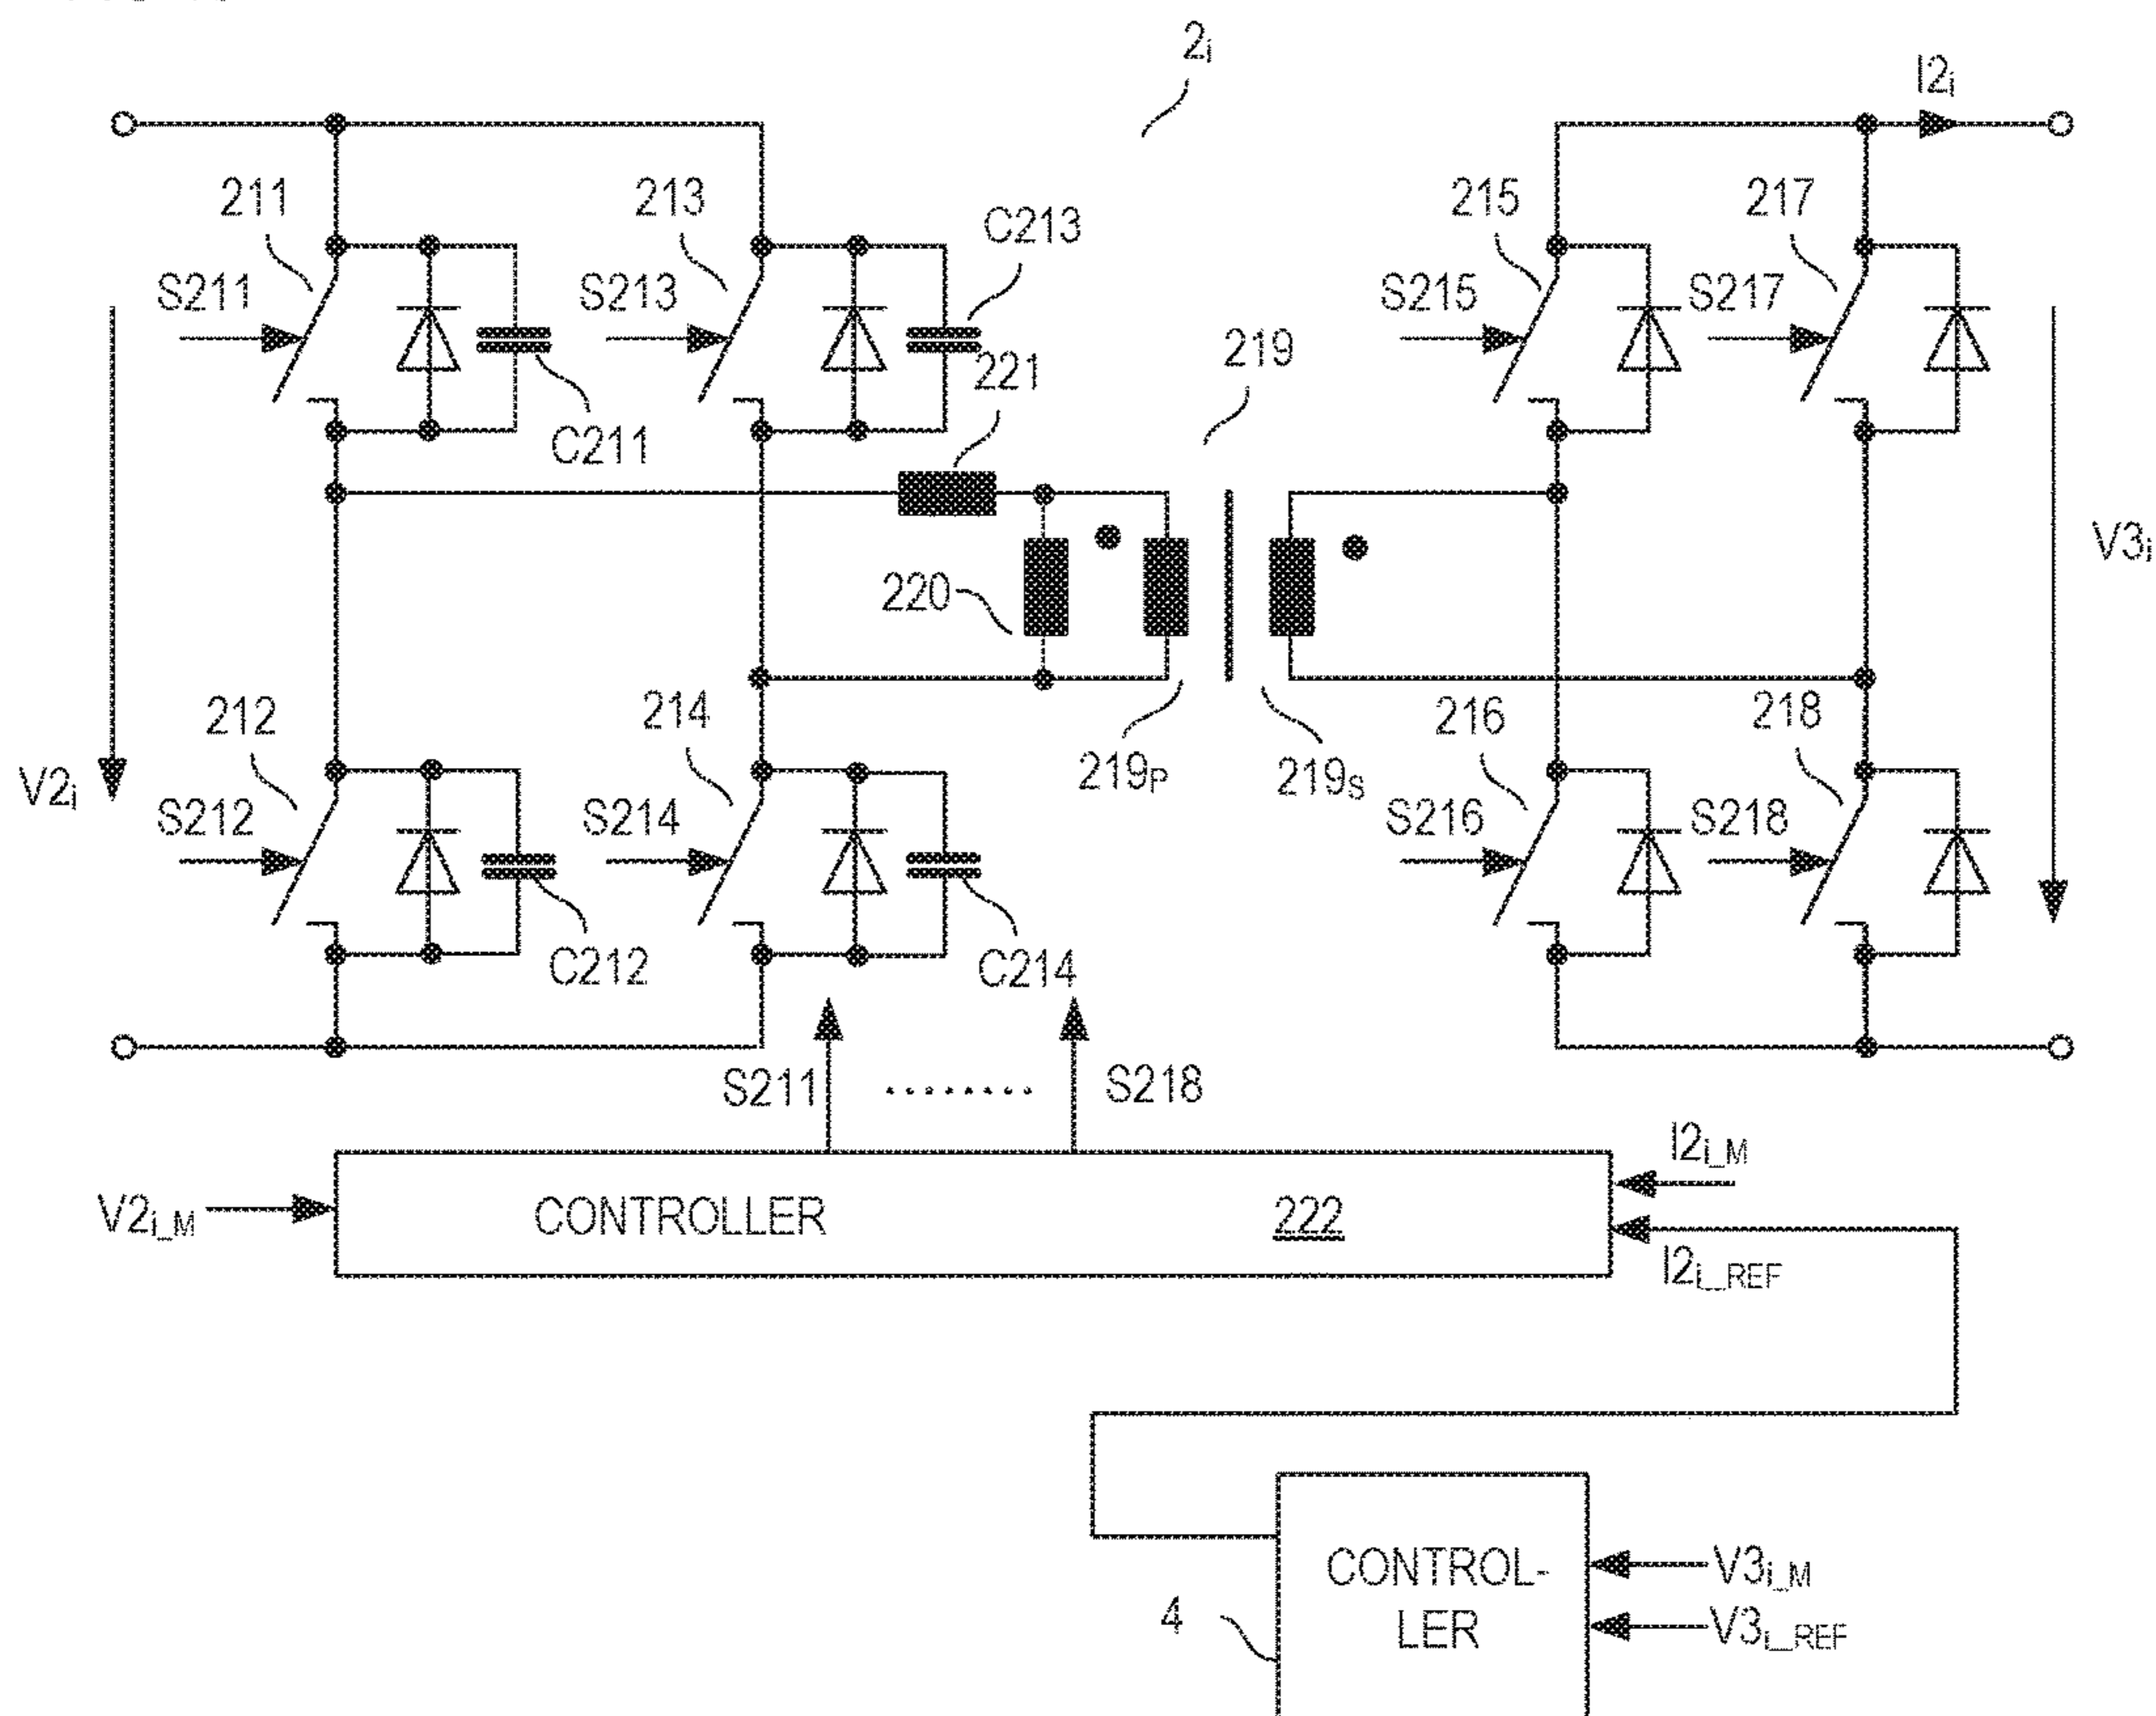 2i
I2i
211
213
C213
215
217
S211
S213
S215
S217
221
219
C211
220
V3i
212
214
216
218
219P
219S
V2i
S212
S214
S216
S218
C212
C214
S211
........
S218
I2i_M
V2i_M
CONTROLLER
222
I2i_REF
CONTROL-
LER
V3i_M
4
V3i_REF